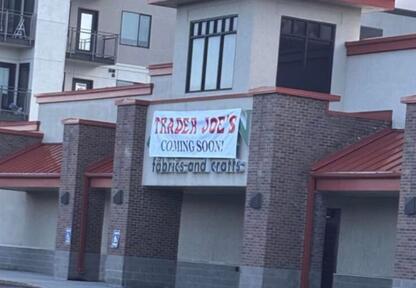 TRADER JOE'S
COMING SOON!
fabrics and crafts